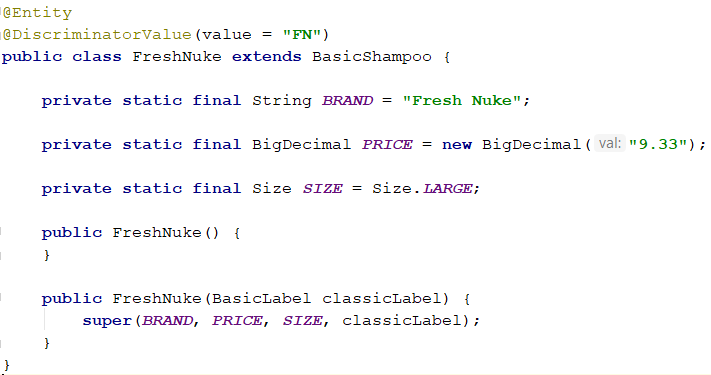 @Entity
@DiscriminatorValue(value = "FN")
public class FreshNuke extends BasicShampoo {
private static final String BRAND = "Fresh Nuke";
private static final BigDecimal PRICE = new BigDecimal( val: "9.33");
private static final Size SIZE = Size.LARGE;
public FreshNuke() {
}
public FreshNuke(BasicLabel classicLabel) {
super(BRAND, PRICE, SIZE, classicLabel);
}
}